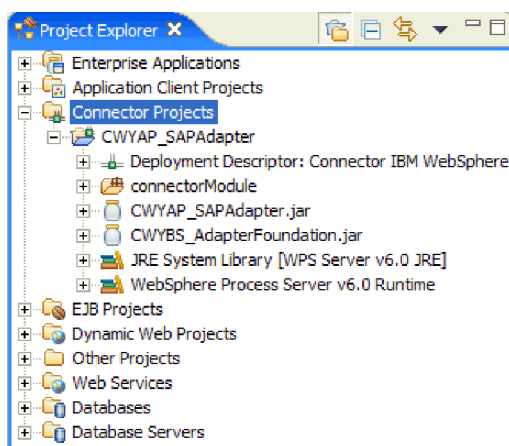 Project Explorer
Enterprise Applications
Application Client Projects
Connector Projects
CWYAP_SAPAdapter
Deployment Descriptor: Connector IBM WebSphere
connectorModule
CWYAP_SAPAdapter.jar
CWYBS_AdapterFoundation.jar
JRE System Library [WPS Server v6.0 JRE]
WebSphere Process Server v6.0 Runtime
EJB Projects
Dynamic Web Projects
Other Projects
Web Services
Databases
Database Servers